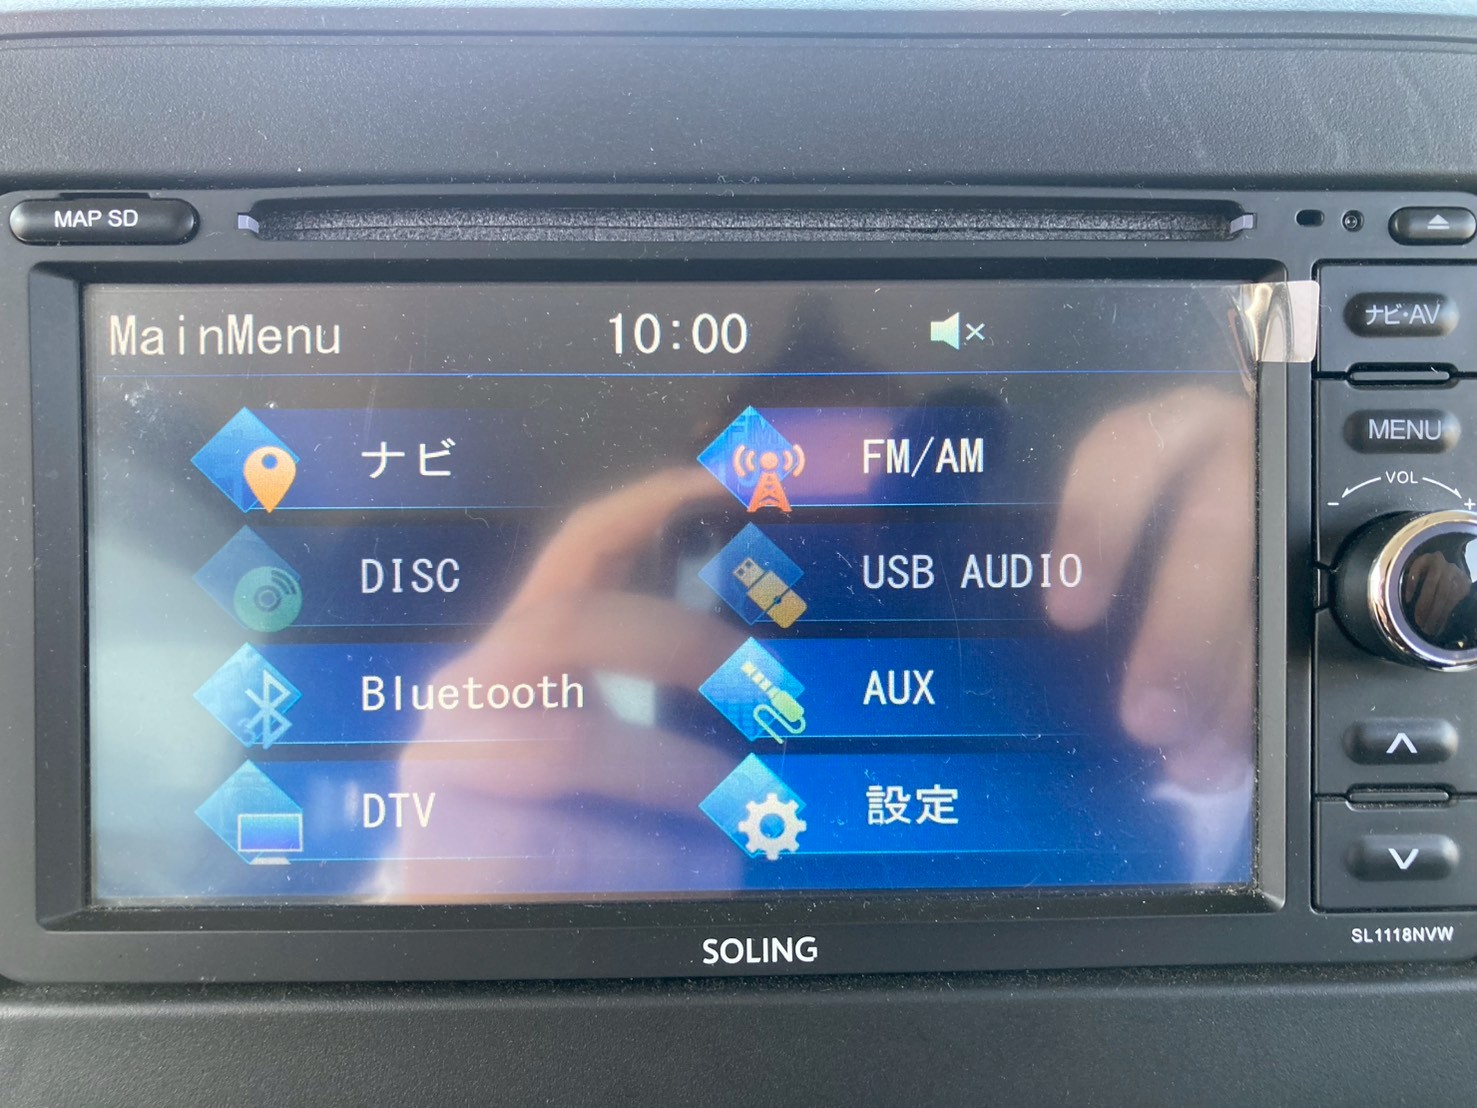 MAP SD
ナビ・AV
MainMenu 10:00
MENU
VOL
- +
ナビ FM/AM
DISC USB AUDIO
Bluetooth AUX
DTV 設定
SOLING
SL1118NVW